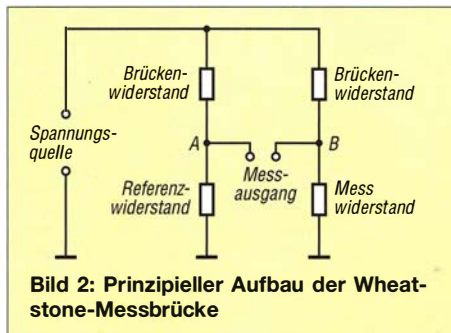 Brücken-
widerstand
Brücken-
widerstand
Spannungs-
quelle
A
B
Mess-
ausgang
Referenz-
widerstand
Mess
widerstand
Bild 2: Prinzipieller Aufbau der Wheat-
stone-Messbrücke